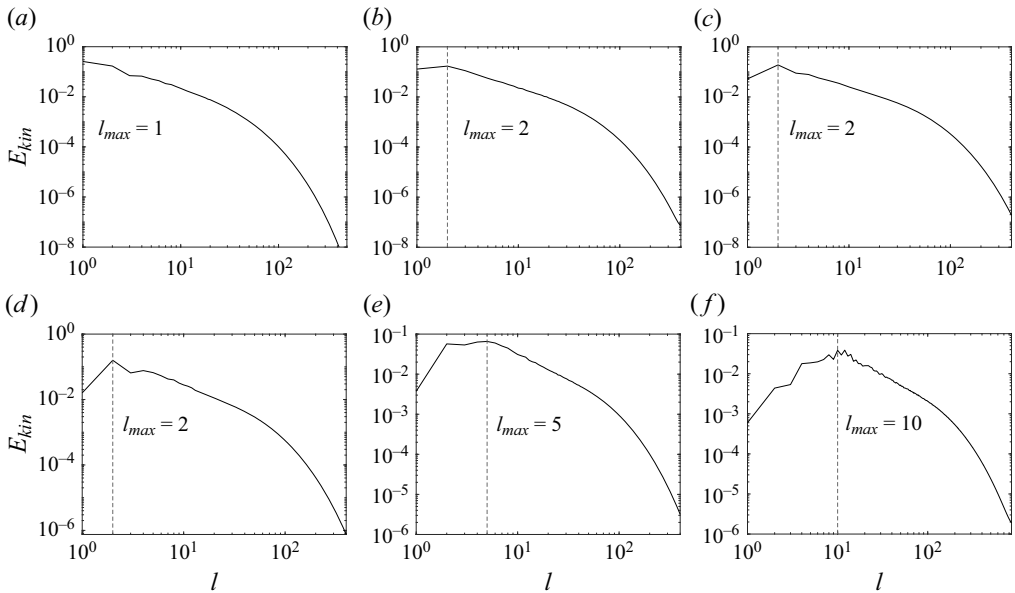 (a) (b) (c)
10^0 10^0 10^0
10^-2 10^-2 10^-2
E_kin 10^-4 l_max = 1 10^-4 l_max = 2 10^-4 l_max = 2
10^-6 10^-6 10^-6
10^-8 10^-8 10^-8
10^0 10^1 10^2 10^0 10^1 10^2 10^0 10^1 10^2
(d) (e) (f)
10^0 10^-1 10^-1
10^-2 10^-2 10^-2
10^-3 10^-3
E_kin l_max = 2 l_max = 5 l_max = 10
10^-4 10^-4 10^-4
10^-5 10^-5
10^-6 10^-6 10^-6
10^0 10^1 10^2 10^0 10^1 10^2 10^0 10^1 10^2
l l l